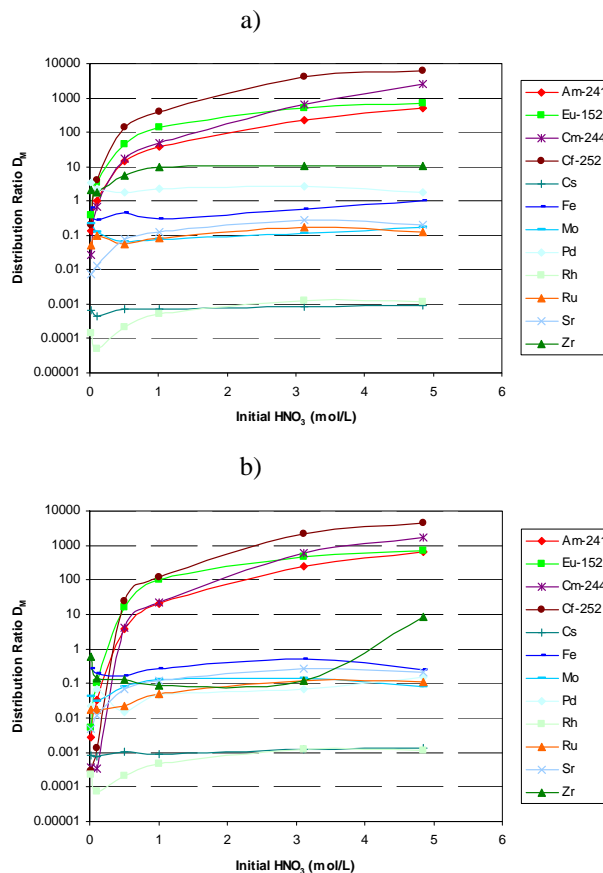 a)
10000
1000
100
10
1
0.1
0.01
0.001
0.0001
0.00001
0 1 2 3 4 5 6
Distribution Ratio D_M
Initial HNO₃ (mol/L)
Am-241
Eu-152
Cm-244
Cf-252
Cs
Fe
Mo
Pd
Rh
Ru
Sr
Zr
b)
10000
1000
100
10
1
0.1
0.01
0.001
0.0001
0.00001
0 1 2 3 4 5 6
Distribution Ratio D_M
Initial HNO₃ (mol/L)
Am-241
Eu-152
Cm-244
Cf-252
Cs
Fe
Mo
Pd
Rh
Ru
Sr
Zr